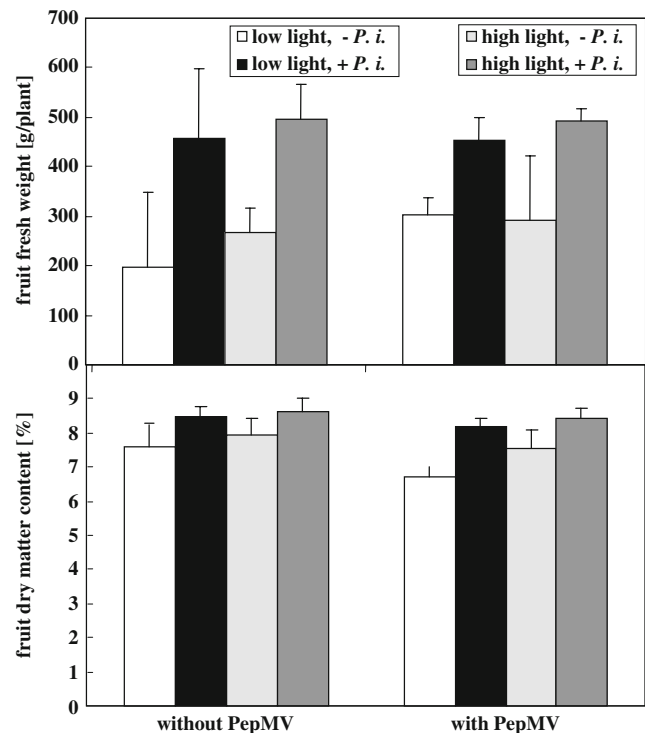 low light, - P. i.
low light, + P. i.
high light, - P. i.
high light, + P. i.
fruit fresh weight [g/plant]
700
600
500
400
300
200
100
0
fruit dry matter content [%]
9
8
7
6
5
4
3
2
1
0
without PepMV
with PepMV